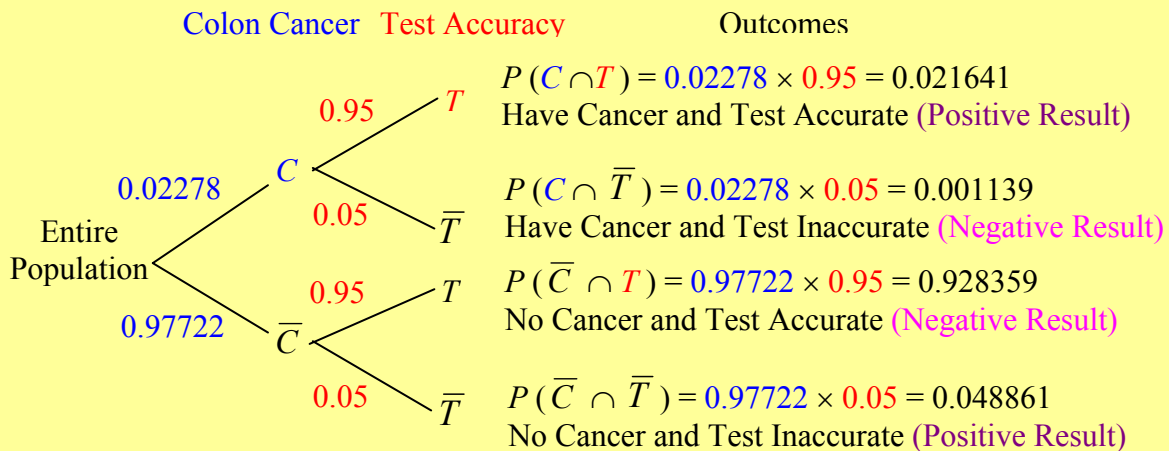 Colon Cancer Test Accuracy Outcomes
P (C ∩T) = 0.02278 × 0.95 = 0.021641
0.95 T
Have Cancer and Test Accurate (Positive Result)
C
0.02278
P(C ∩ T̅) = 0.02278 × 0.05 = 0.001139
0.05 T̅
Have Cancer and Test Inaccurate (Negative Result)
Entire
Population
P (C̅ ∩ T) = 0.97722 × 0.95 = 0.928359
0.95 T
No Cancer and Test Accurate (Negative Result)
0.97722
C̅
0.05 T̅
P (C̅ ∩ T̅) = 0.97722 × 0.05 = 0.048861
No Cancer and Test Inaccurate (Positive Result)